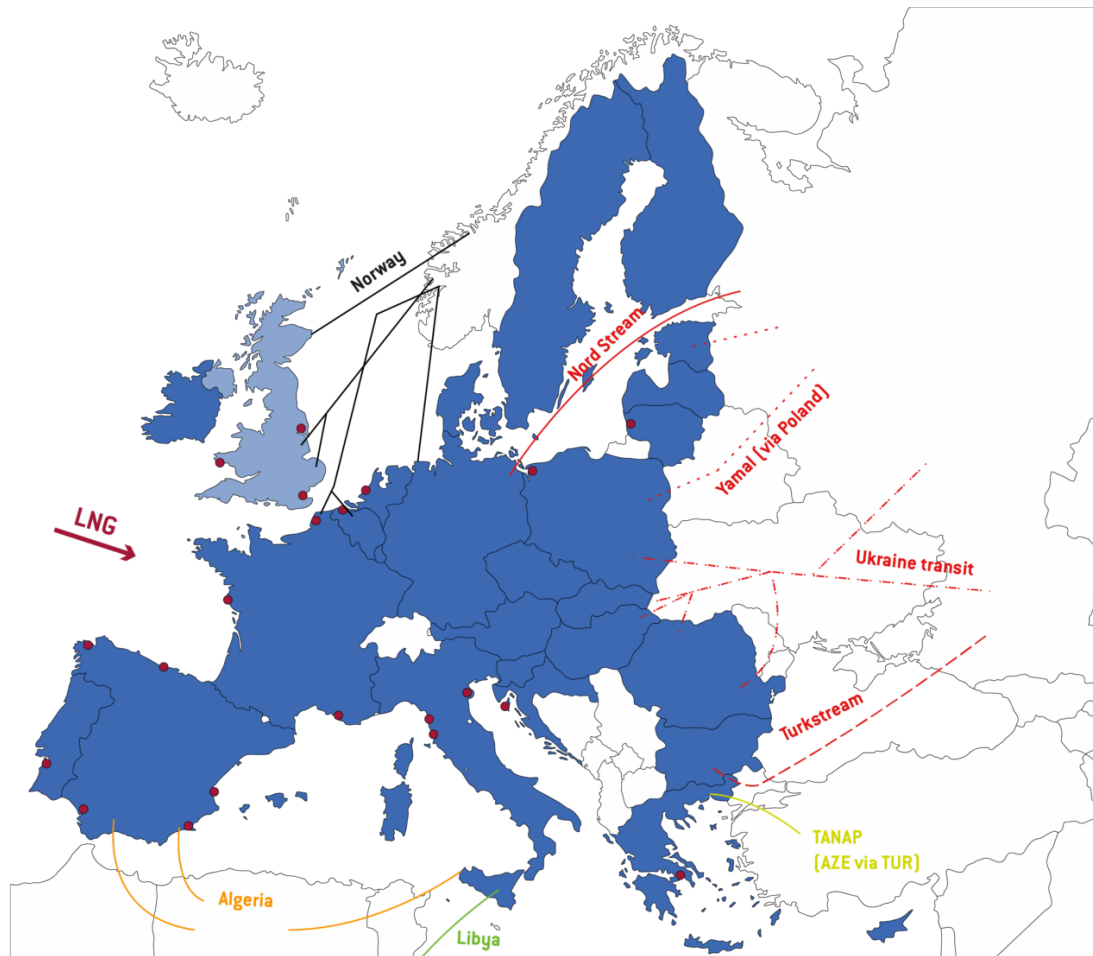 Norway
Nord Stream
Yamal (via Poland)
LNG
Ukraine transit
Turkstream
TANAP
(AZE via TUR)
Algeria
Libya